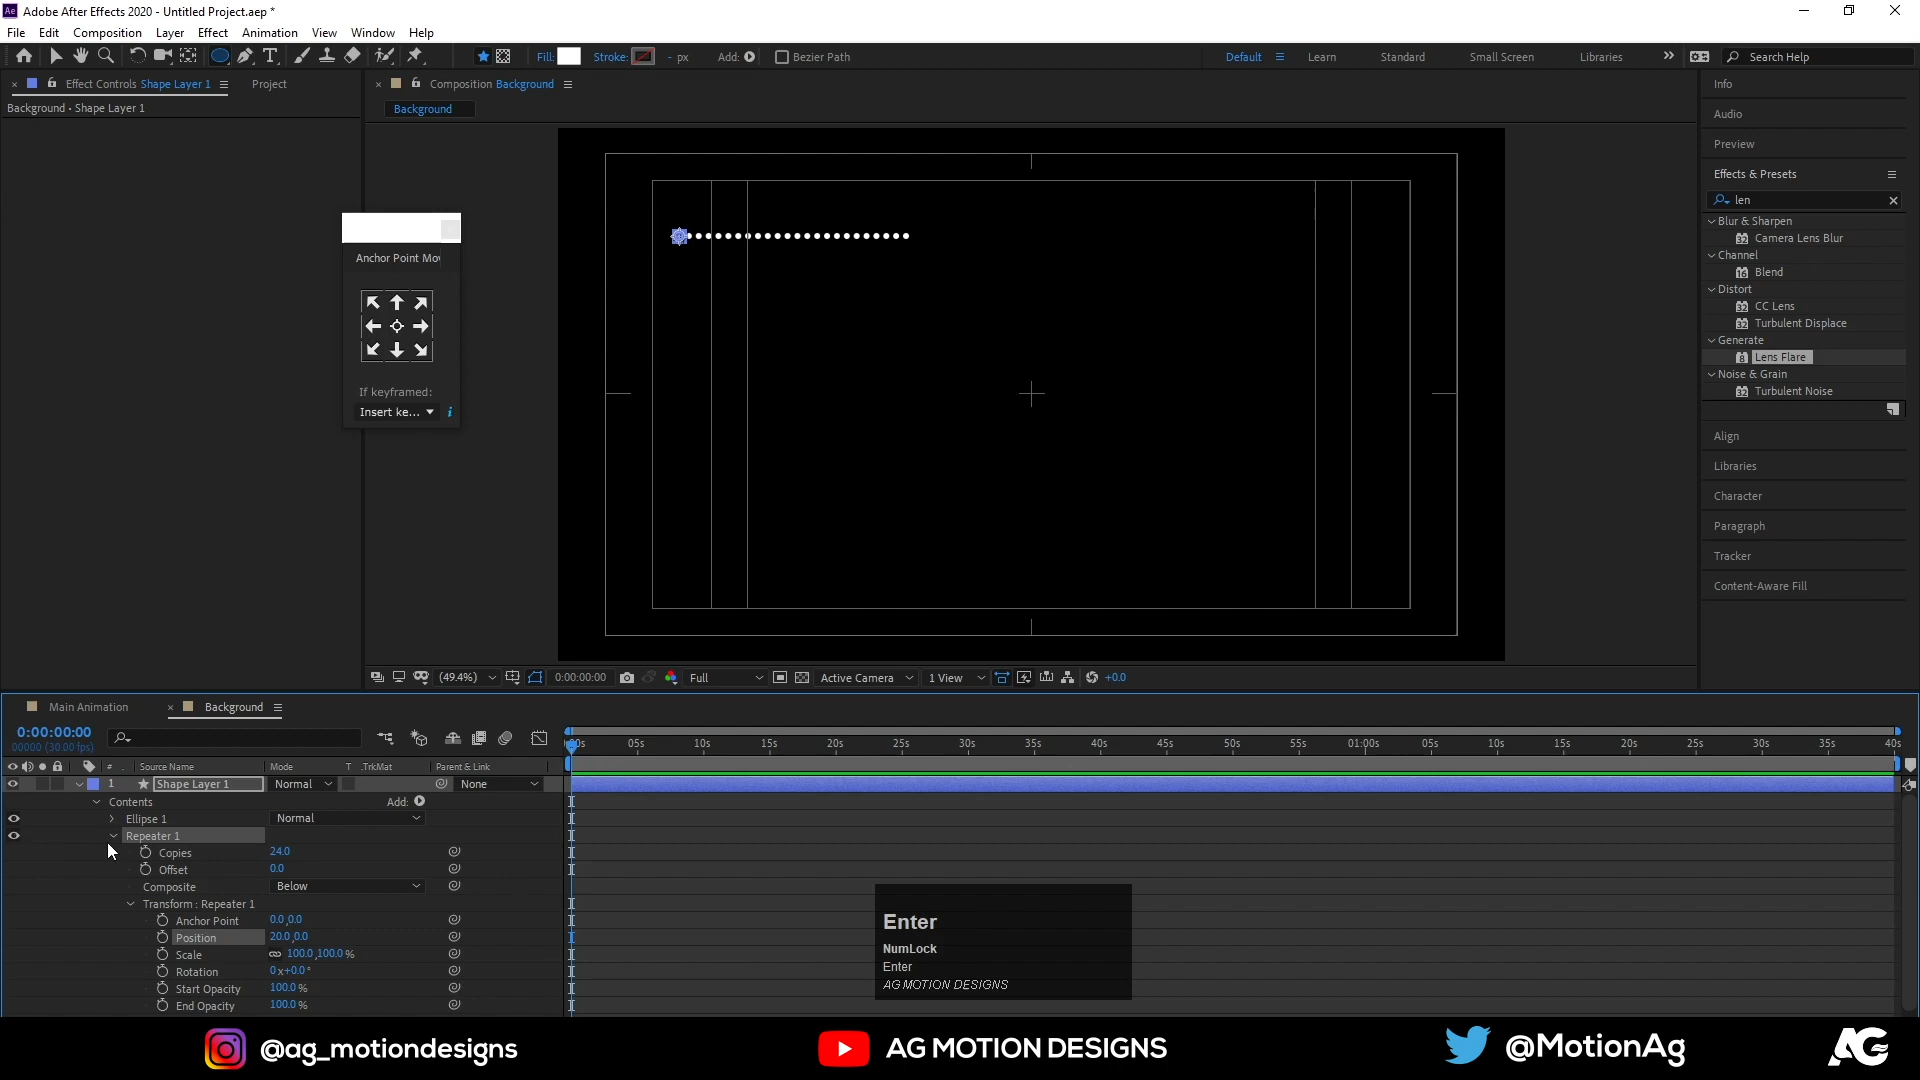 Ae Adobe After Effects 2020 - Untitled Project.aep *
File Edit Composition Layer Effect Animation View Window Help
Fill: Stroke: - px Add: Bezier Path Default Learn Standard Small Screen Libraries Search Help
Effect Controls Shape Layer 1 Project
Background • Shape Layer 1
Composition Background
Background
Anchor Point Mov
If keyframed:
Insert ke...
(49.4%) 0:00:00:00 Full Active Camera 1 View +0.0
Info
Audio
Preview
Effects & Presets
len
Blur & Sharpen
32 Camera Lens Blur
Channel
16 Blend
Distort
32 CC Lens
32 Turbulent Displace
Generate
8 Lens Flare
Noise & Grain
32 Turbulent Noise
Align
Libraries
Character
Paragraph
Tracker
Content-Aware Fill
Main Animation Background
0:00:00:00
00000 (30.00 fps)
:00s 05s 10s 15s 20s 25s 30s 35s 40s 45s 50s 55s 01:00s 05s 10s 15s 20s 25s 30s 35s 40s
# Source Name Mode T .TrkMat Parent & Link
1 Shape Layer 1 Normal None
Contents Add:
Ellipse 1 Normal
Repeater 1
Copies 24.0
Offset 0.0
Composite Below
Transform : Repeater 1
Anchor Point 0.0,0.0
Position 20.0,0.0
Scale 100.0,100.0 %
Rotation 0x+0.0°
Start Opacity 100.0 %
End Opacity 100.0 %
Enter
NumLock
Enter
AG MOTION DESIGNS
@ag_motiondesigns AG MOTION DESIGNS @MotionAg AG